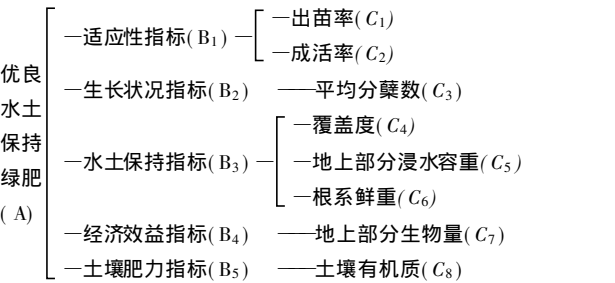 优良
水土
保持
绿肥
( A)
适应性指标( B₁)
出苗率(C₁)
成活率(C₂)
生长状况指标( B₂)
平均分蘖数(C₃)
水土保持指标( B₃)
覆盖度(C₄)
地上部分浸水容重(C₅)
根系鲜重(C₆)
经济效益指标( B₄)
地上部分生物量(C₇)
土壤肥力指标( B₅)
土壤有机质(C₈)